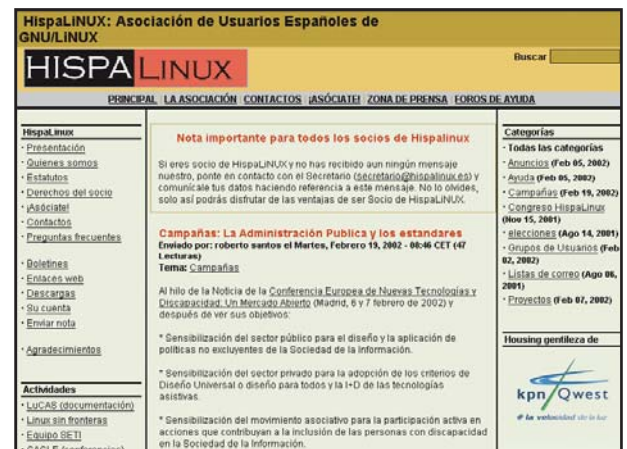 HispaLiNUX: Asociación de Usuarios Españoles de
GNU/LiNUX
HISPA LINUX
Buscar
PRINCIPAL LA ASOCIACIÓN CONTACTOS ¡ASÓCIATE! ZONA DE PRENSA FOROS DE AYUDA
HispaLinux
· Presentación
· Quienes somos
· Estatutos
· Derechos del socio
· ¡Asóciate!
· Contactos
· Preguntas frecuentes
· Boletines
· Enlaces web
· Descargas
· Su cuenta
· Enviar nota
· Agradecimientos
Actividades
· LuCAS (documentación)
· Linux sin fronteras
· Equipo SETI
Nota importante para todos los socios de Hispalinux
Si eres socio de HispaLiNUX y no has recibido aun ningún mensaje
nuestro, ponte en contacto con el Secretario (secretario@hispalinux.es) y
comunicale tus datos haciendo referencia a este mensaje. No lo olvides,
solo así podrás disfrutar de las ventajas de ser Socio de HispaLiNUX.
Campañas: La Administración Publica y los estandares
Enviado por: roberto santos el Martes, Febrero 19, 2002 - 08:46 CET (47
Lecturas)
Tema: Campañas
Al hilo de la Noticia de la Conferencia Europea de Nuevas Tecnologías y
Discapacidad: Un Mercado Abierto (Madrid, 6 y 7 febrero de 2002) y
después de ver sus objetivos:
* Sensibilización del sector público para el diseño y la aplicación de
políticas no excluyentes de la Sociedad de la Información.
* Sensibilización del sector privado para la adopción de los criterios de
Diseño Universal o diseño para todos y la I+D de las tecnologías
asistivas.
* Sensibilización del movimiento asociativo para la participación activa en
acciones que contribuyan a la inclusión de las personas con discapacidad
en la Sociedad de la Información.
Categorías
· Todas las categorías
· Anuncios (Feb 05, 2002)
· Ayuda (Feb 05, 2002)
· Campañas (Feb 19, 2002)
· Congreso HispaLinux
(Nov 15, 2001)
· elecciones (Ago 14, 2001)
· Grupos de Usuarios (Feb
02, 2002)
· Listas de correo (Ago 06,
2001)
· Proyectos (Feb 07, 2002)
Housing gentileza de
kpn Qwest
# la velocidad de la luz